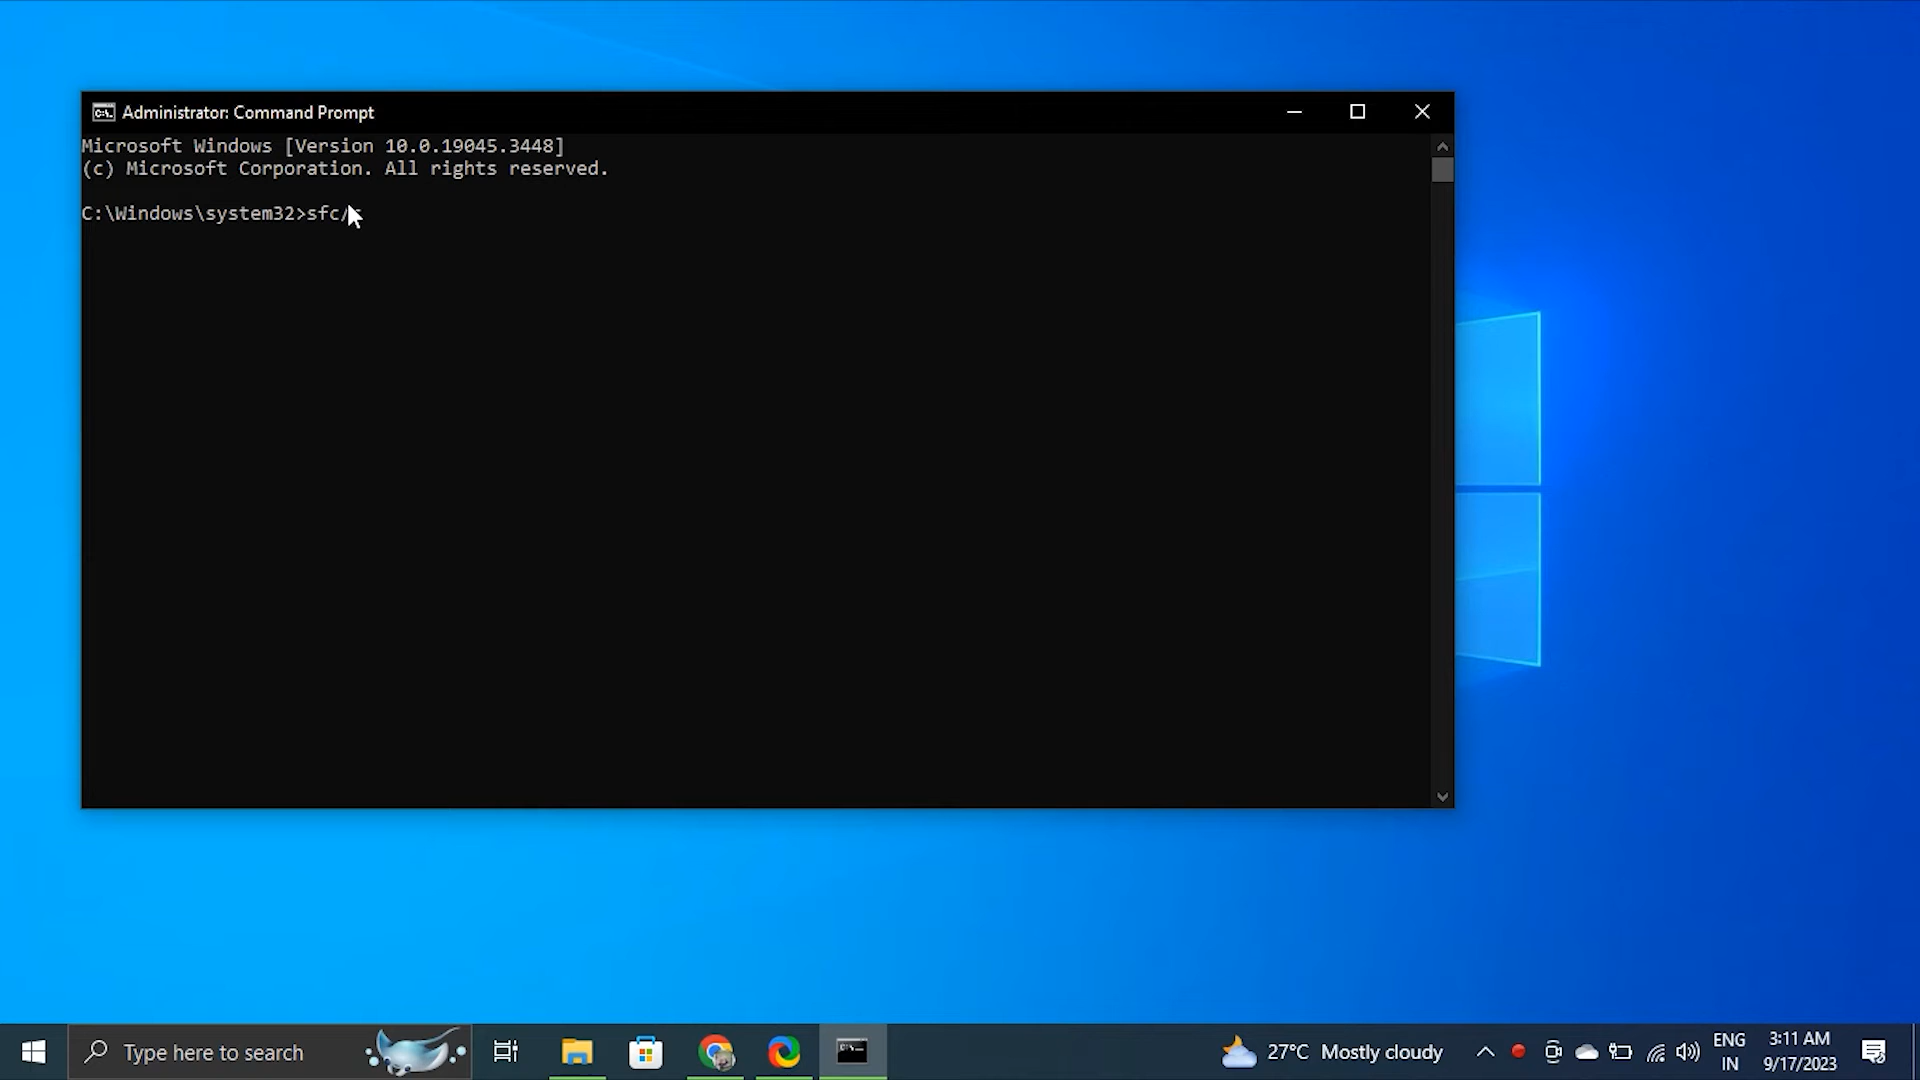 Administrator: Command Prompt
Microsoft Windows [Version 10.0.19045.3448]
(c) Microsoft Corporation. All rights reserved.
C:\Windows\system32>sfc/
Type here to search
27°C Mostly cloudy
ENG
IN
3:11 AM
9/17/2023